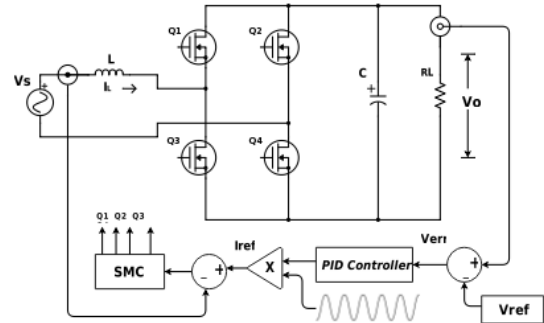 Q1
Q2
L
Vs
+
IL
C
+
RL
Vo
Q3
Q4
Q1 Q2 Q3
Iref
Verr
SMC
+
-
X
PID Controller
+
-
Vref